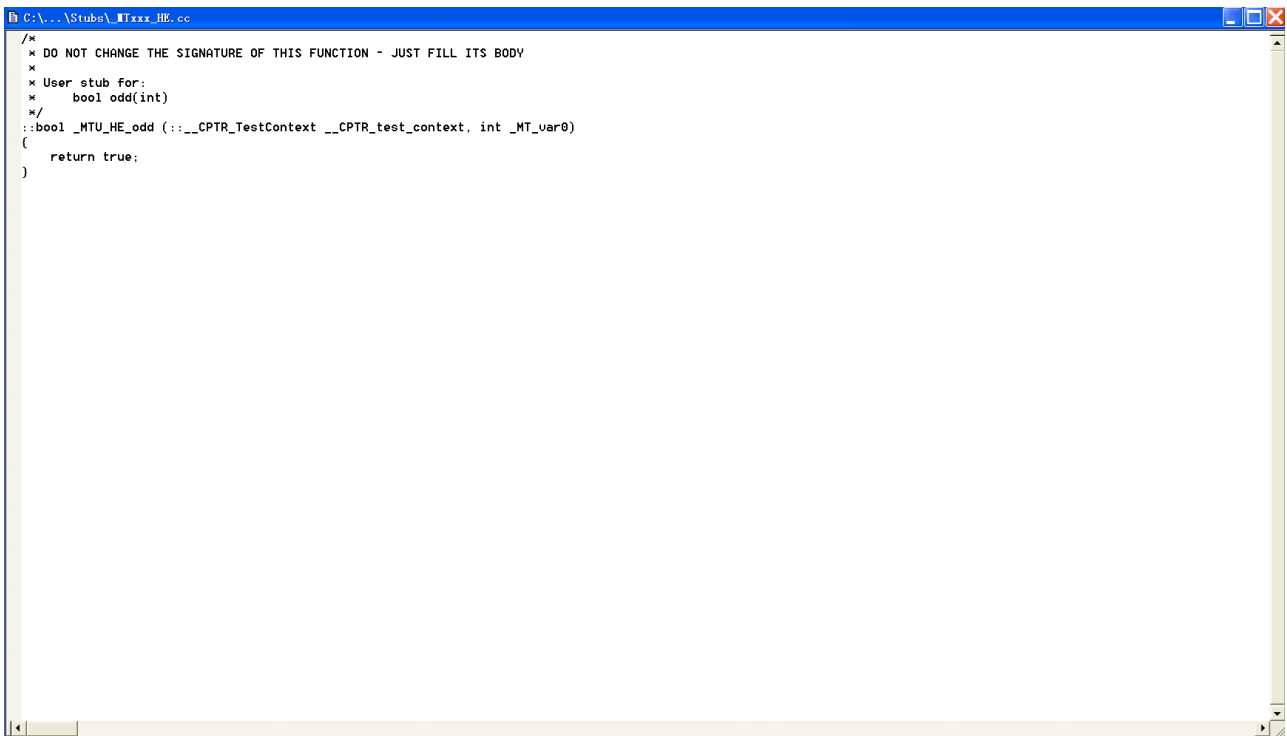 C:\...\Stubs\_MTxxx_HE.cc
/*
 * DO NOT CHANGE THE SIGNATURE OF THIS FUNCTION - JUST FILL ITS BODY
 *
 * User stub for:
 *     bool odd(int)
 */
::bool _MTU_HE_odd (::__CPTR_TestContext __CPTR_test_context, int _MT_var0)
{
    return true;
}